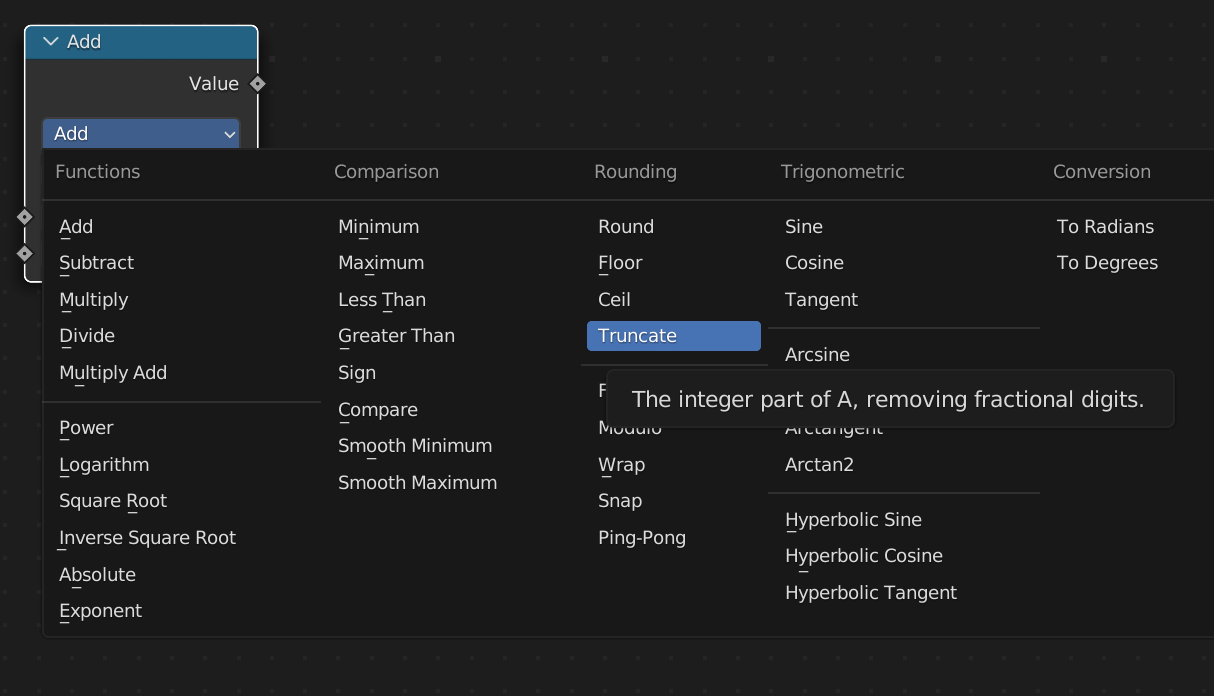 Add
Value
Add
Functions
Add
Subtract
Multiply
Divide
Multiply Add
Power
Logarithm
Square Root
Inverse Square Root
Absolute
Exponent
Comparison
Minimum
Maximum
Less Than
Greater Than
Sign
Compare
Smooth Minimum
Smooth Maximum
Rounding
Round
Floor
Ceil
Truncate
The integer part of A, removing fractional digits.
Modulo
Wrap
Snap
Ping-Pong
Trigonometric
Sine
Cosine
Tangent
Arcsine
Arctangent
Arctan2
Hyperbolic Sine
Hyperbolic Cosine
Hyperbolic Tangent
Conversion
To Radians
To Degrees